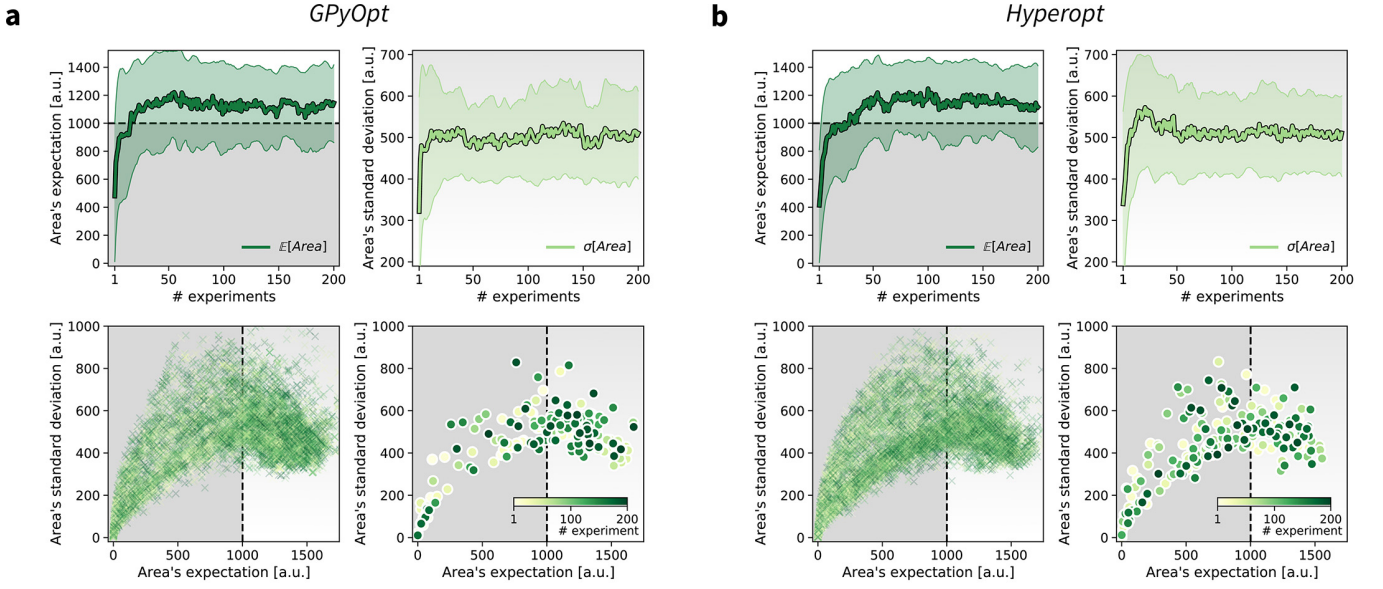 a
GPyOpt
b
Hyperopt
Area's expectation [a.u.]
1400
1200
1000
800
600
400
200
0
𝔼[Area]
1 50 100 150 200
# experiments
Area's standard deviation [a.u.]
700
600
500
400
300
200
σ[Area]
1 50 100 150 200
# experiments
Area's expectation [a.u.]
1400
1200
1000
800
600
400
200
0
𝔼[Area]
1 50 100 150 200
# experiments
Area's standard deviation [a.u.]
700
600
500
400
300
200
σ[Area]
1 50 100 150 200
# experiments
Area's standard deviation [a.u.]
1000
800
600
400
200
0
0 500 1000 1500
Area's expectation [a.u.]
Area's standard deviation [a.u.]
1000
800
600
400
200
0
1 100 200
# experiment
0 500 1000 1500
Area's expectation [a.u.]
Area's standard deviation [a.u.]
1000
800
600
400
200
0
0 500 1000 1500
Area's expectation [a.u.]
Area's standard deviation [a.u.]
1000
800
600
400
200
0
1 100 200
# experiment
0 500 1000 1500
Area's expectation [a.u.]